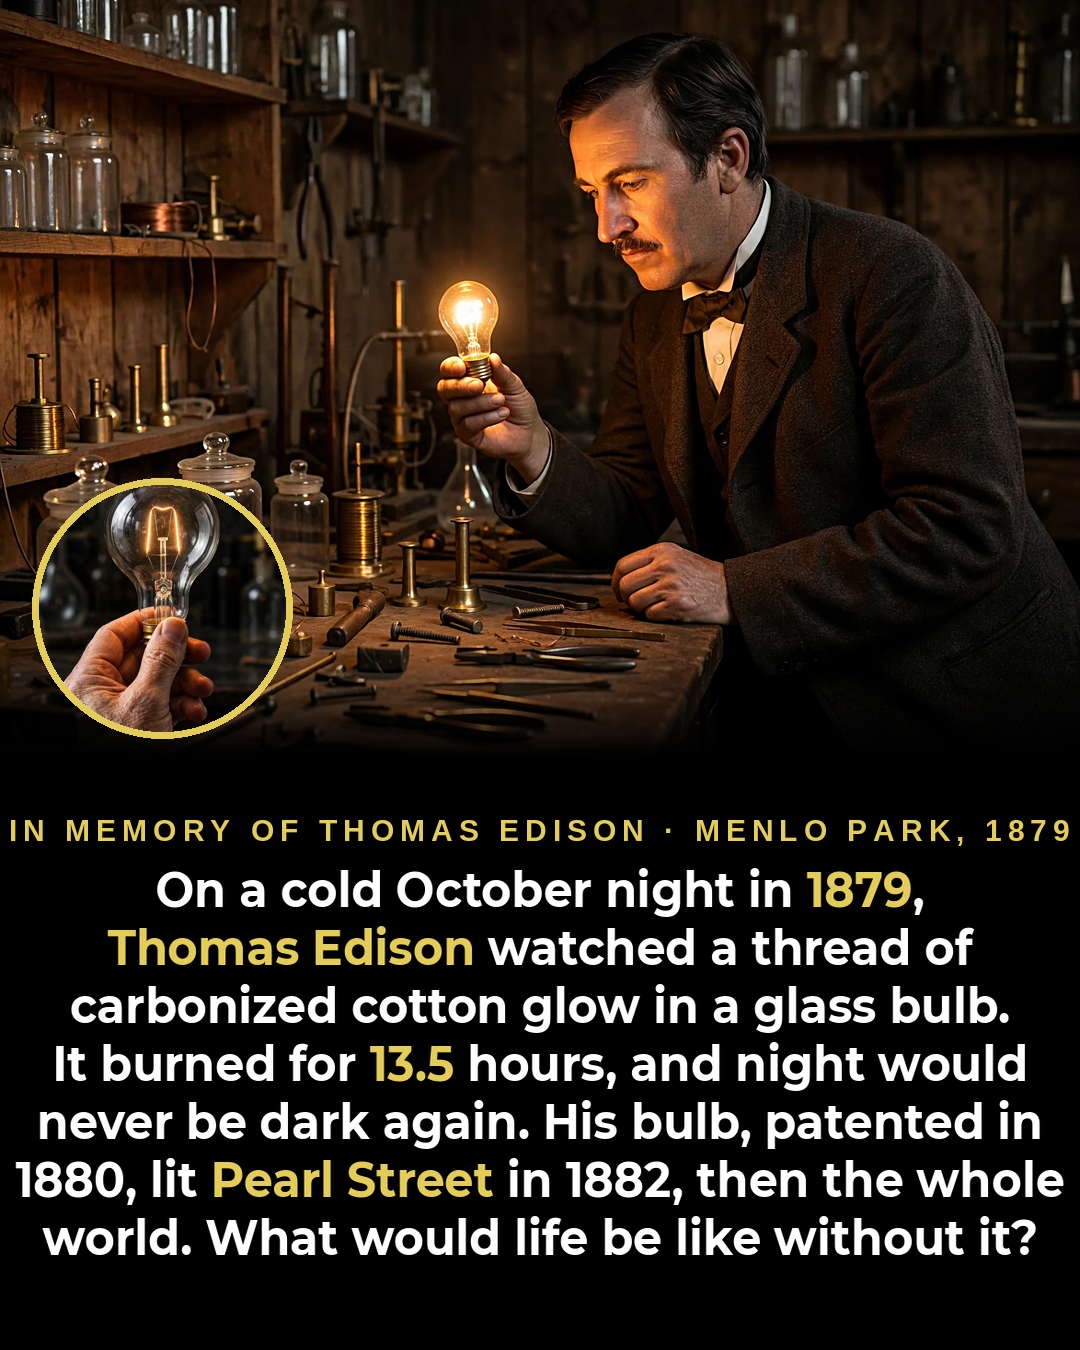 IN MEMORY OF THOMAS EDISON · MENLO PARK, 1879
On a cold October night in 1879,
Thomas Edison watched a thread of
carbonized cotton glow in a glass bulb.
It burned for 13.5 hours, and night would
never be dark again. His bulb, patented in
1880, lit Pearl Street in 1882, then the whole
world. What would life be like without it?